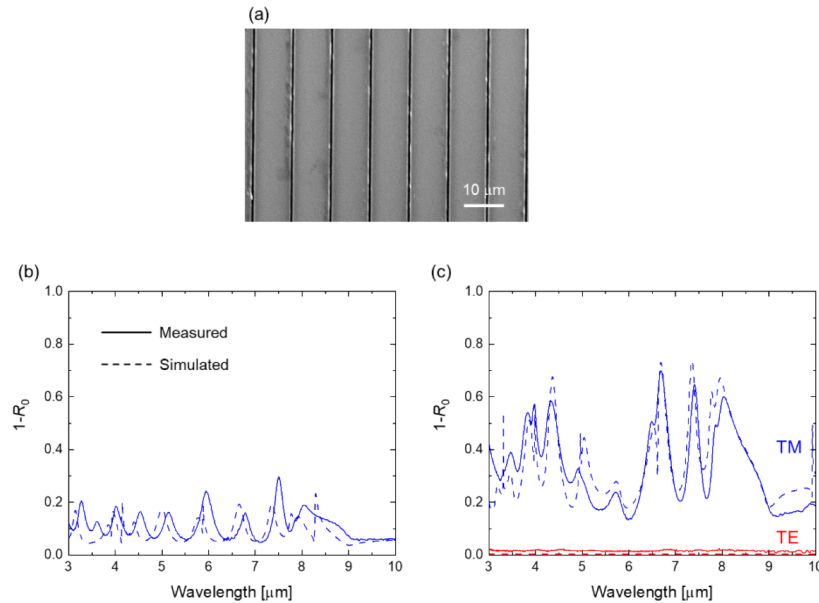 (a)
10 μm
(b)
1.0
0.8
0.6
0.4
0.2
0.0
1-R0
Measured
Simulated
3 4 5 6 7 8 9 10
Wavelength [μm]
(c)
1.0
0.8
0.6
0.4
0.2
0.0
1-R0
TM
TE
3 4 5 6 7 8 9 10
Wavelength [μm]